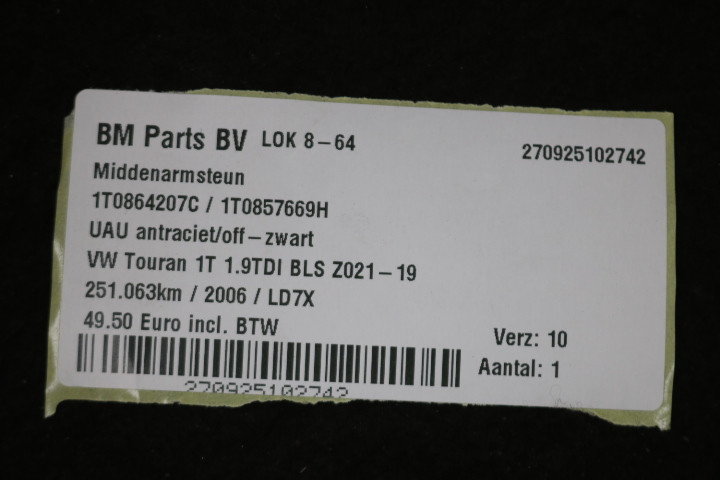 BM Parts BV LOK 8-64
270925102742
Middenarmsteun
1T0864207C / 1T0857669H
UAU antraciet/off-zwart
VW Touran 1T 1.9TDI BLS Z021-19
251.063km / 2006 / LD7X
49.50 Euro incl. BTW
Verz: 10
Aantal: 1
270925102742